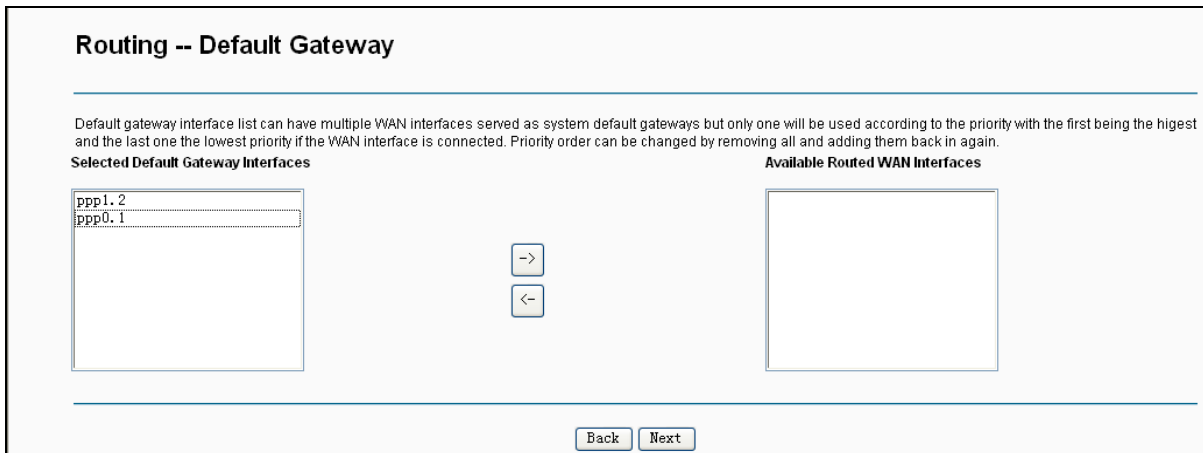 Routing -- Default Gateway
Default gateway interface list can have multiple WAN interfaces served as system default gateways but only one will be used according to the priority with the first being the higest
and the last one the lowest priority if the WAN interface is connected. Priority order can be changed by removing all and adding them back in again.
Selected Default Gateway Interfaces
Available Routed WAN Interfaces
ppp1.2
ppp0.1
->
<-
Back Next